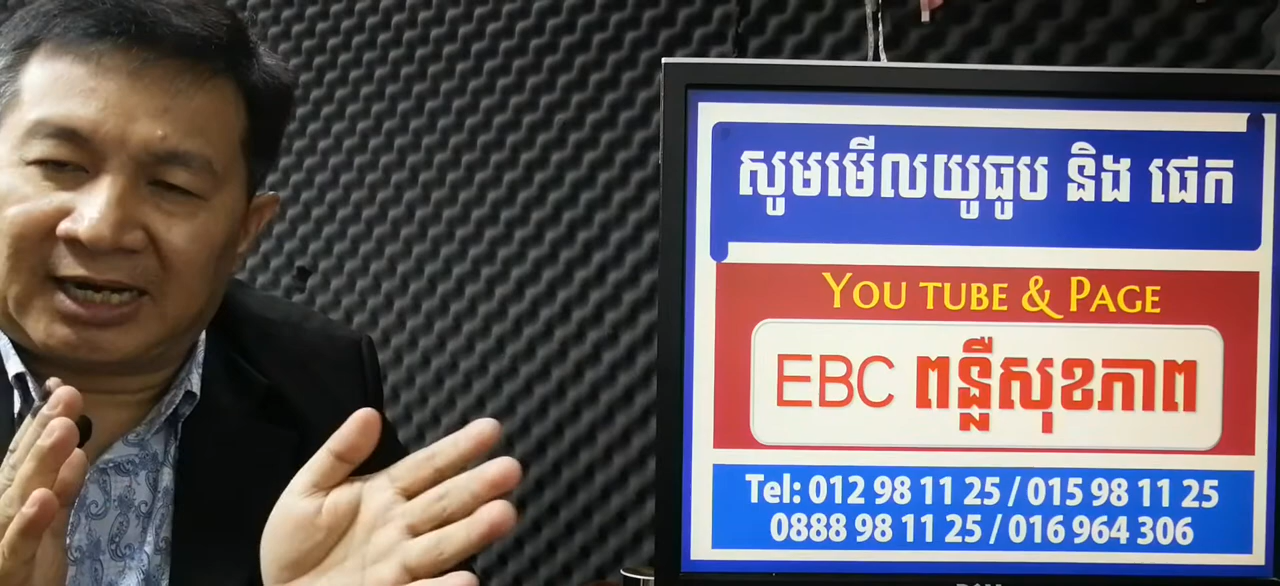 សូមមើលយូធូប និង ផេក
YOU TUBE & PAGE
EBC ពន្លឺសុខភាព
Tel: 012 98 11 25 / 015 98 11 25
0888 98 11 25 / 016 964 306